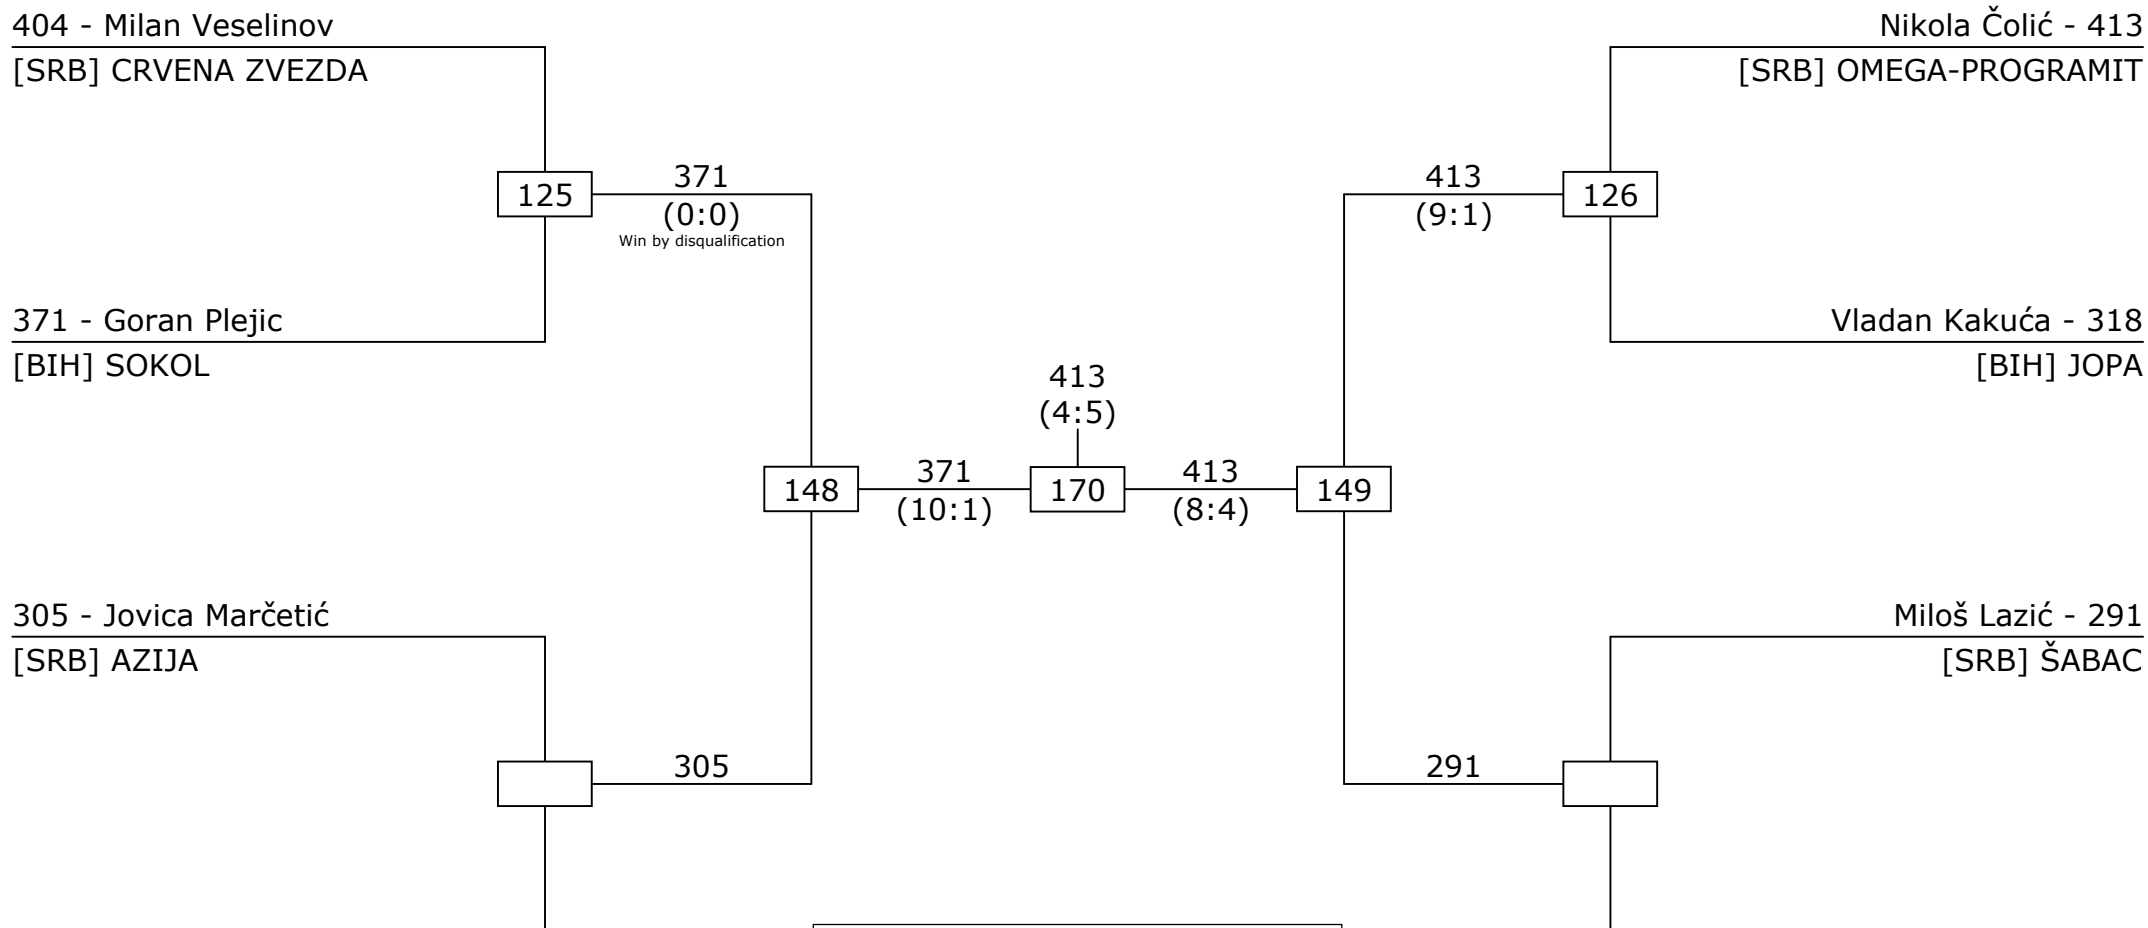 404 - Milan Veselinov
[SRB] CRVENA ZVEZDA
Nikola Čolić - 413
[SRB] OMEGA-PROGRAMIT
125
371
(0:0)
Win by disqualification
413
(9:1)
126
371 - Goran Plejic
[BIH] SOKOL
Vladan Kakuća - 318
[BIH] JOPA
413
(4:5)
148
371
(10:1)
170
413
(8:4)
149
305 - Jovica Marčetić
[SRB] AZIJA
Miloš Lazić - 291
[SRB] ŠABAC
305
291